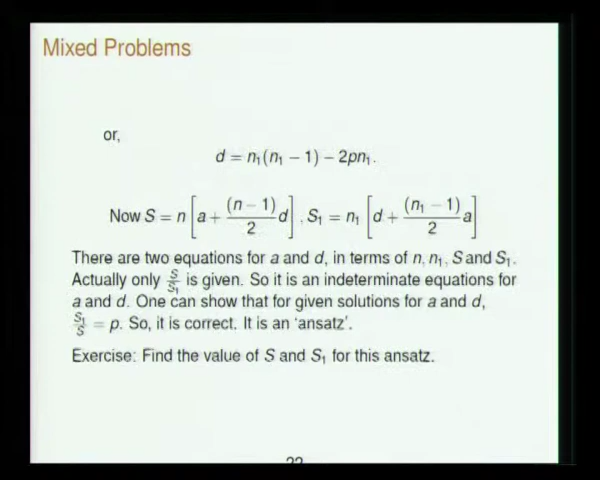 Mixed Problems
or,
d = n₁(n₁ − 1) − 2pn₁.
Now S = n[a + (n − 1)/2 d], S₁ = n₁[d + (n₁ − 1)/2 a]
There are two equations for a and d, in terms of n, n₁, S and S₁.
Actually only S/S₁ is given. So it is an indeterminate equations for
a and d. One can show that for given solutions for a and d,
S₁/S = p. So, it is correct. It is an 'ansatz'.
Exercise: Find the value of S and S₁ for this ansatz.